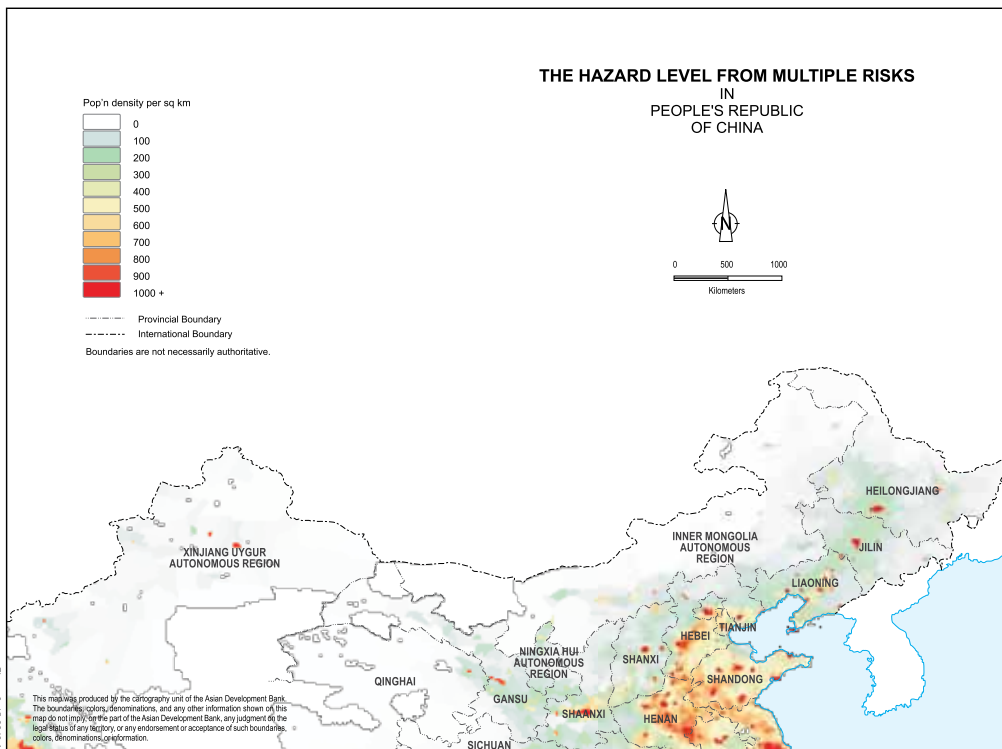 THE HAZARD LEVEL FROM MULTIPLE RISKS
IN
PEOPLE'S REPUBLIC
OF CHINA
Pop'n density per sq km
0
100
200
300
400
500
600
700
800
900
1000 +
Provincial Boundary
International Boundary
Boundaries are not necessarily authoritative.
N
0 500 1000
Kilometers
HEILONGJIANG
JILIN
INNER MONGOLIA
AUTONOMOUS
REGION
XINJIANG UYGUR
AUTONOMOUS REGION
LIAONING
TIANJIN
HEBEI
NINGXIA HUI
AUTONOMOUS
REGION
SHANXI
QINGHAI
SHANDONG
GANSU
SHAANXI
HENAN
SICHUAN
This map was produced by the cartography unit of the Asian Development Bank.
The boundaries, colors, denominations, and any other information shown on this
map do not imply, on the part of the Asian Development Bank, any judgment on the
legal status of any territory, or any endorsement or acceptance of such boundaries,
colors, denominations, or information.